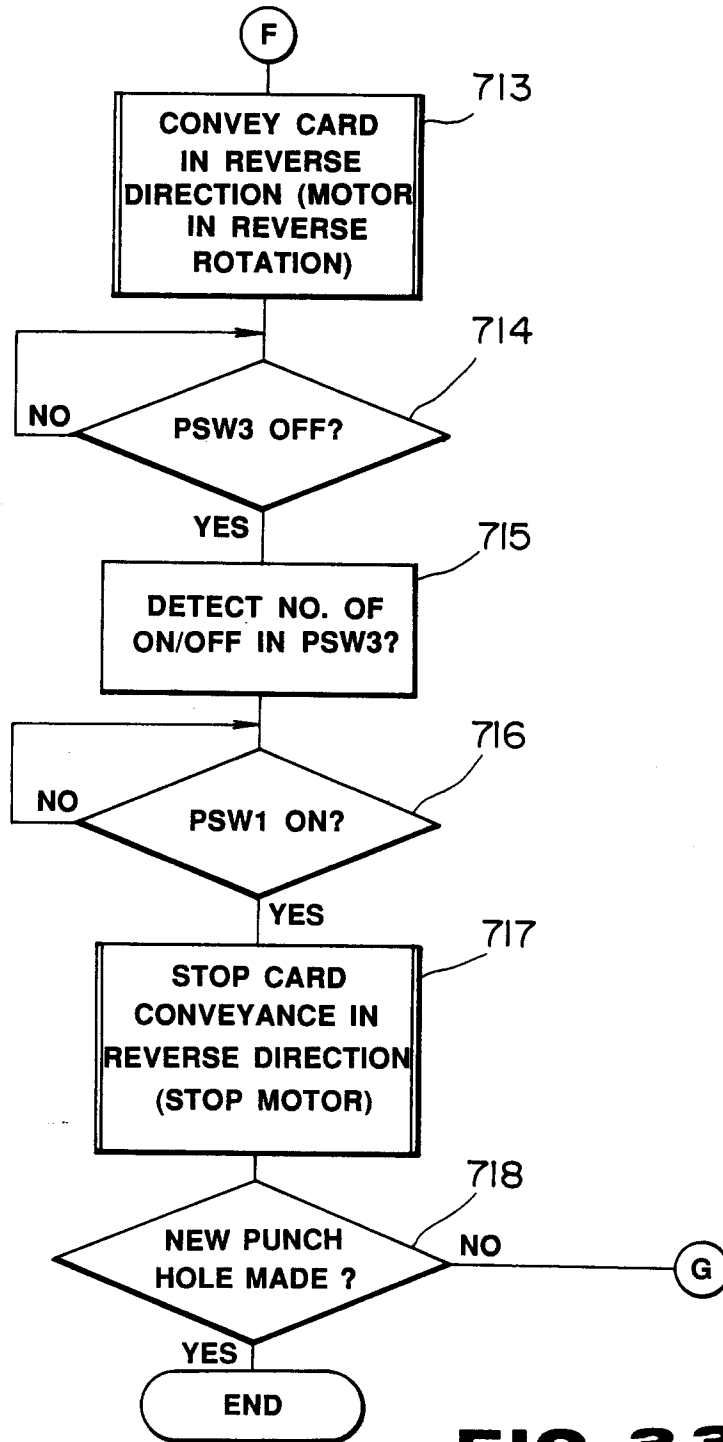 F
713
CONVEY CARD
IN REVERSE
DIRECTION (MOTOR
IN REVERSE
ROTATION)
714
NO
PSW3 OFF?
YES
715
DETECT NO. OF
ON/OFF IN PSW3?
716
NO
PSW1 ON?
YES
717
STOP CARD
CONVEYANCE IN
REVERSE DIRECTION
(STOP MOTOR)
718
NEW PUNCH
HOLE MADE ?
NO
G
YES
END